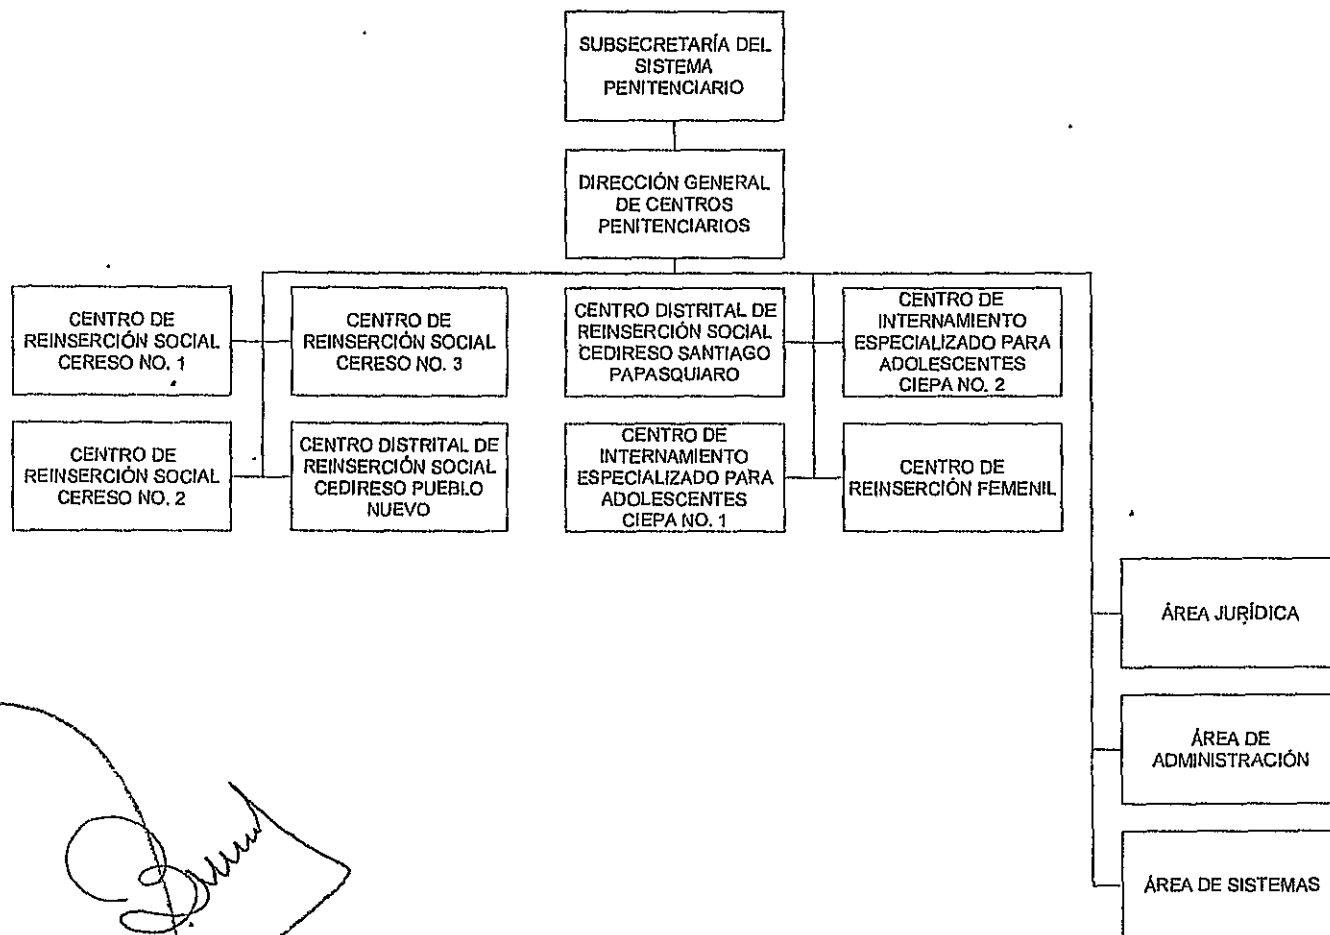 SUBSECRETARÍA DEL
SISTEMA
PENITENCIARIO
DIRECCIÓN GENERAL
DE CENTROS
PENITENCIARIOS
CENTRO DE
REINSERCIÓN SOCIAL
CERESO NO. 1
CENTRO DE
REINSERCIÓN SOCIAL
CERESO NO. 3
CENTRO DISTRITAL DE
REINSERCIÓN SOCIAL
CEDIRESO SANTIAGO
PAPASQUIARO
CENTRO DE
INTERNAMIENTO
ESPECIALIZADO PARA
ADOLESCENTES
CIEPA NO. 2
CENTRO DE
REINSERCIÓN SOCIAL
CERESO NO. 2
CENTRO DISTRITAL DE
REINSERCIÓN SOCIAL
CEDIRESO PUEBLO
NUEVO
CENTRO DE
INTERNAMIENTO
ESPECIALIZADO PARA
ADOLESCENTES
CIEPA NO. 1
CENTRO DE
REINSERCIÓN FEMENIL
ÁREA JURÍDICA
ÁREA DE
ADMINISTRACIÓN
ÁREA DE SISTEMAS